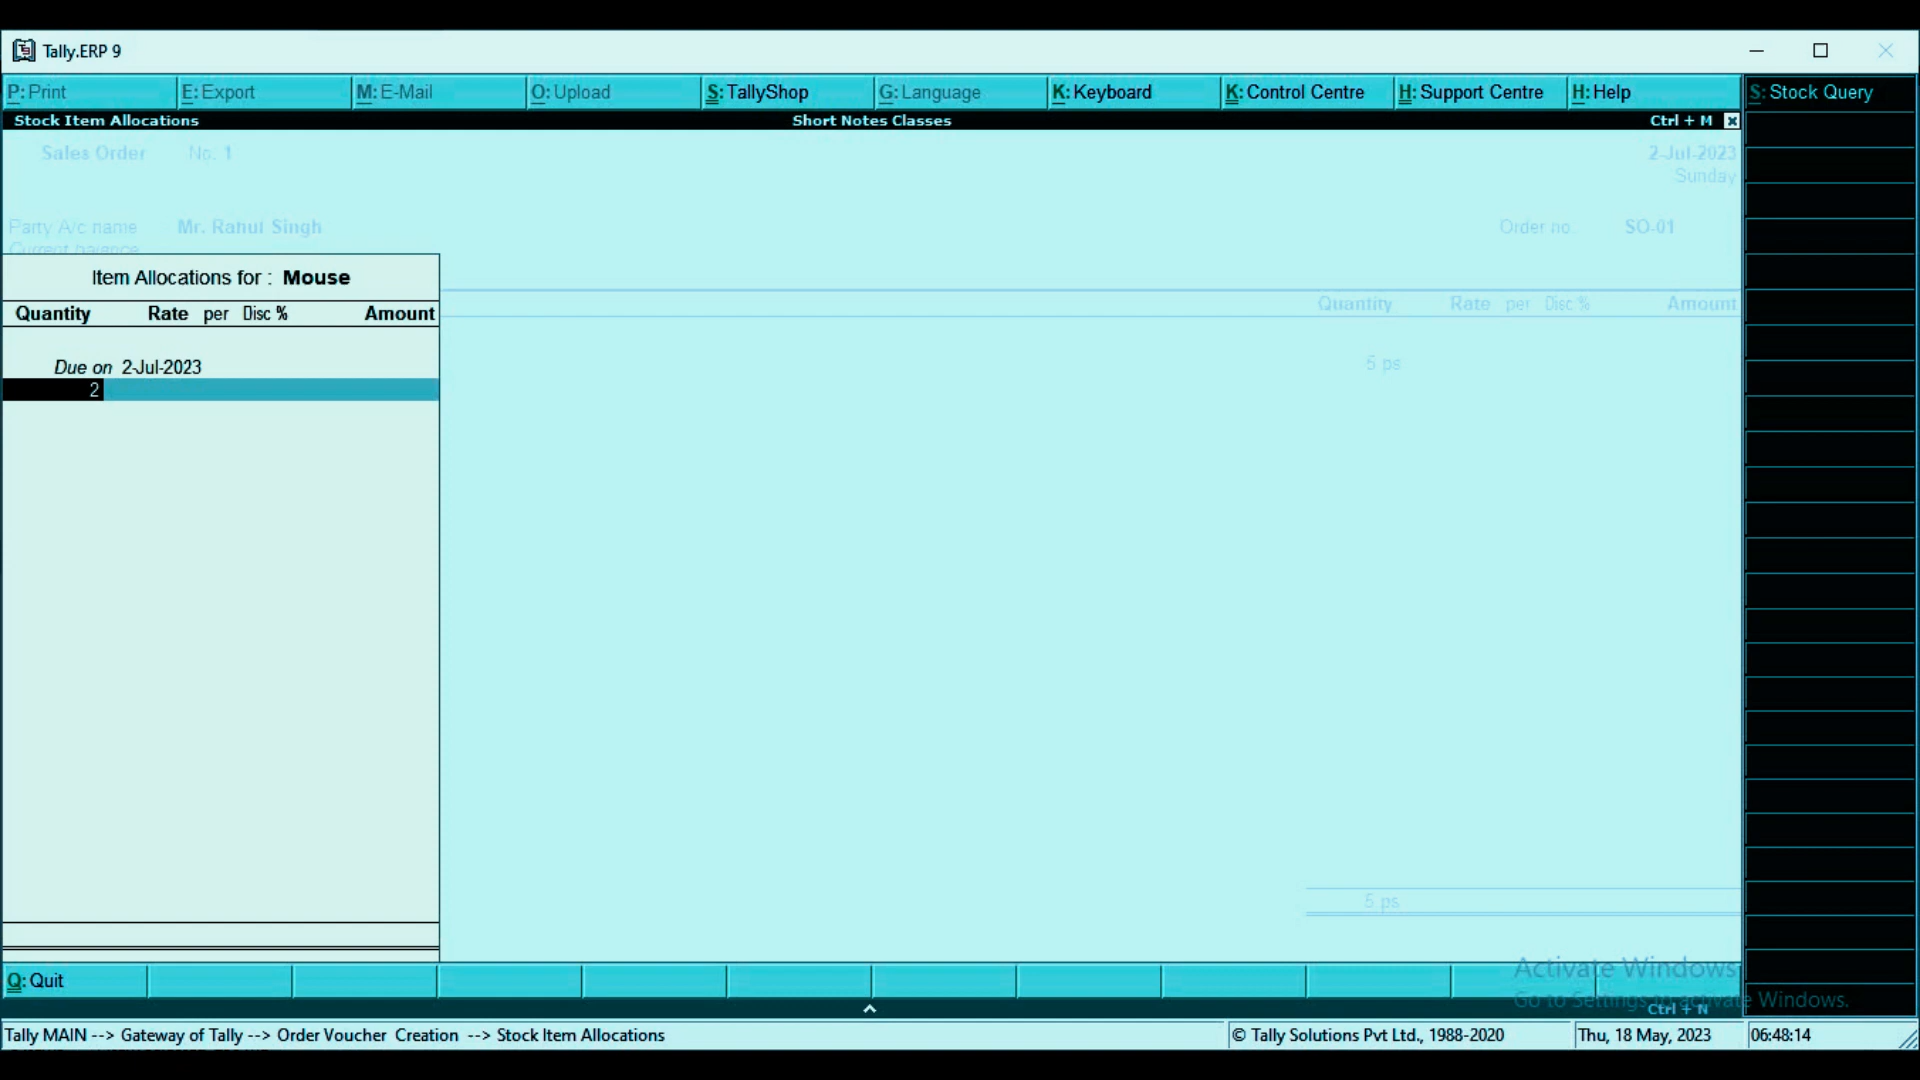 Tally.ERP 9
P: Print E: Export M: E-Mail O: Upload S: TallyShop G: Language K: Keyboard K: Control Centre H: Support Centre H: Help S: Stock Query
Stock Item Allocations Short Notes Classes Ctrl + M
Sales Order No. 1 2-Jul-2023
Sunday
Party A/c name Mr. Rahul Singh Order no. SO-01
Current balance
Item Allocations for : Mouse
Quantity Rate per Disc % Amount
Quantity Rate per Disc % Amount
5 ps
Due on 2-Jul-2023
2
5 ps
Activate Windows
Go to Settings to activate Windows.
Q: Quit
Ctrl + N
Tally MAIN --> Gateway of Tally --> Order Voucher Creation --> Stock Item Allocations © Tally Solutions Pvt Ltd., 1988-2020 Thu, 18 May, 2023 06:48:14